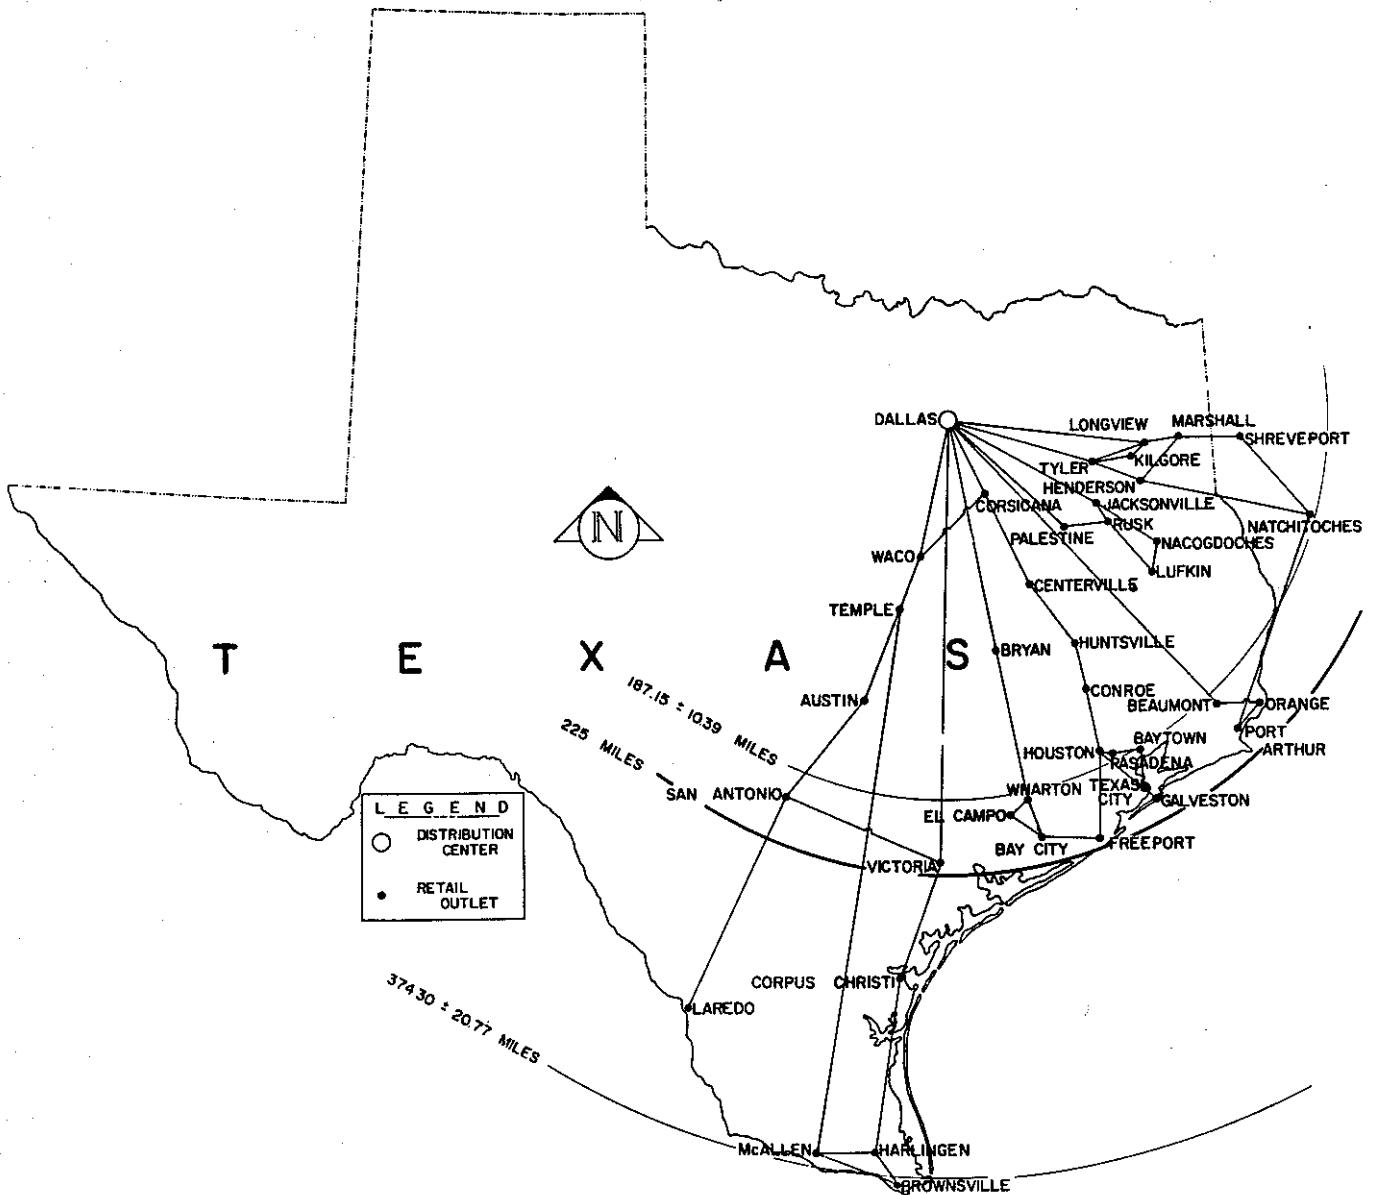 DALLAS
LONGVIEW
MARSHALL
SHREVEPORT
TYLER
KILGORE
HENDERSON
CORSICANA
JACKSONVILLE
PALESTINE
RUSK
NATCHITOCHES
N
NACOGDOCHES
WACO
LUFKIN
CENTERVILLE
TEMPLE
T E X A S
HUNTSVILLE
BRYAN
187.15 ± 10.39 MILES
CONROE
AUSTIN
BEAUMONT
ORANGE
225 MILES
PORT
ARTHUR
BAYTOWN
HOUSTON
PASADENA
SAN ANTONIO
WHARTON
TEXAS
CITY
GALVESTON
EL CAMPO
BAY CITY
FREEPORT
VICTORIA
LEGEND
DISTRIBUTION
CENTER
RETAIL
OUTLET
CORPUS CHRISTI
LAREDO
374.30 ± 20.77 MILES
McALLEN
HARLINGEN
BROWNSVILLE